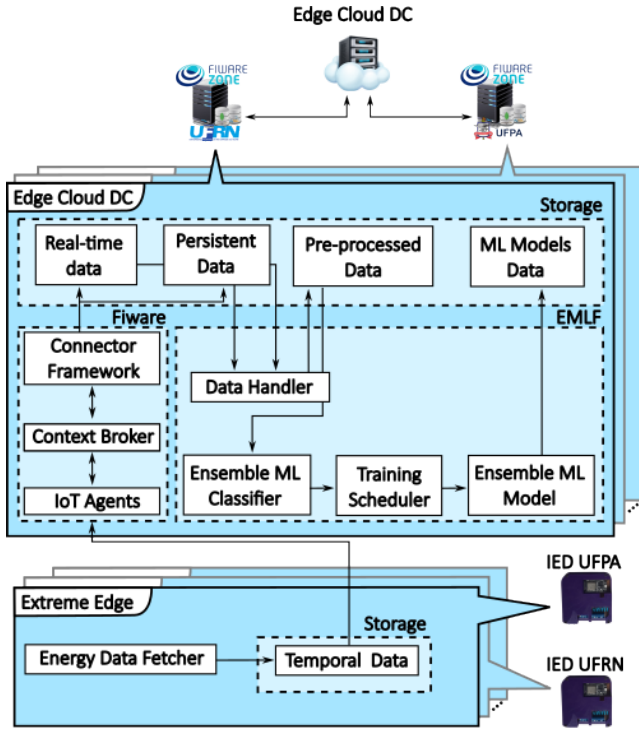 Edge Cloud DC
FIWARE
ZONE
UFRN
FIWARE
ZONE
UFPA
Edge Cloud DC
Storage
Real-time
data
Persistent
Data
Pre-processed
Data
ML Models
Data
Fiware
EMLF
Connector
Framework
Data Handler
Context Broker
IoT Agents
Ensemble ML
Classifier
Training
Scheduler
Ensemble ML
Model
Extreme Edge
Storage
Energy Data Fetcher
Temporal Data
IED UFPA
IED UFRN